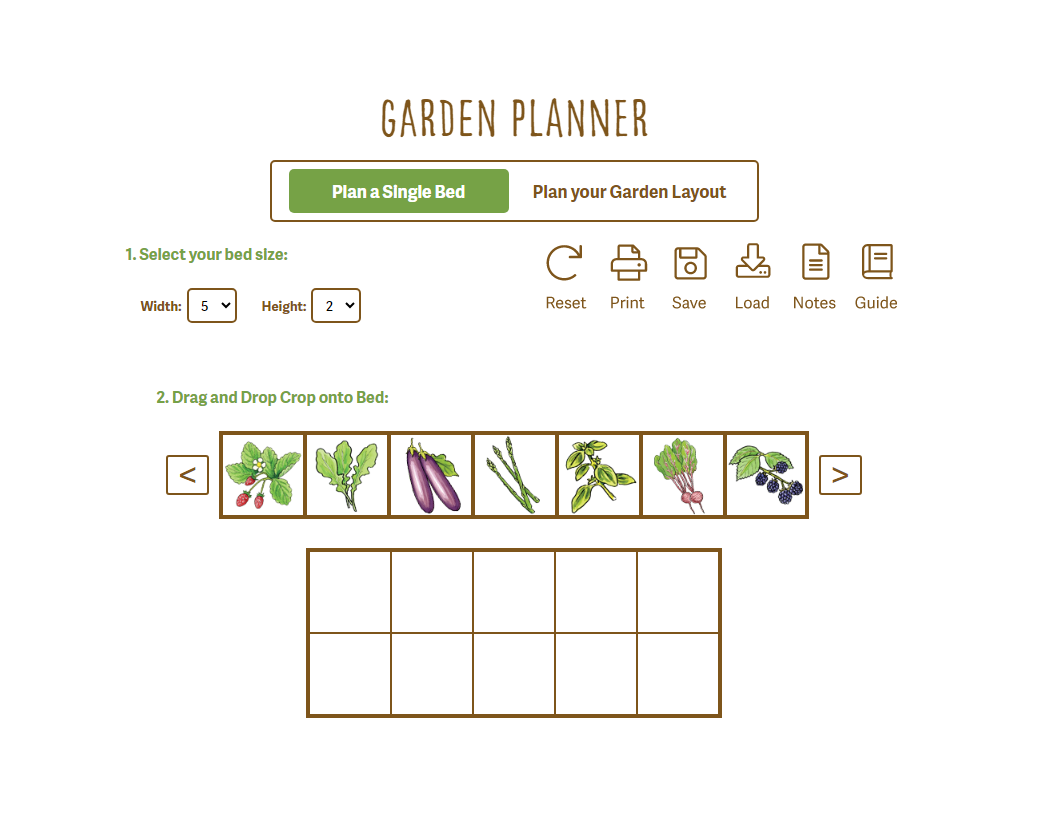 GARDEN PLANNER
Plan a Single Bed
Plan your Garden Layout
1. Select your bed size:
Width: 5
Height: 2
Reset
Print
Save
Load
Notes
Guide
2. Drag and Drop Crop onto Bed:
<
>